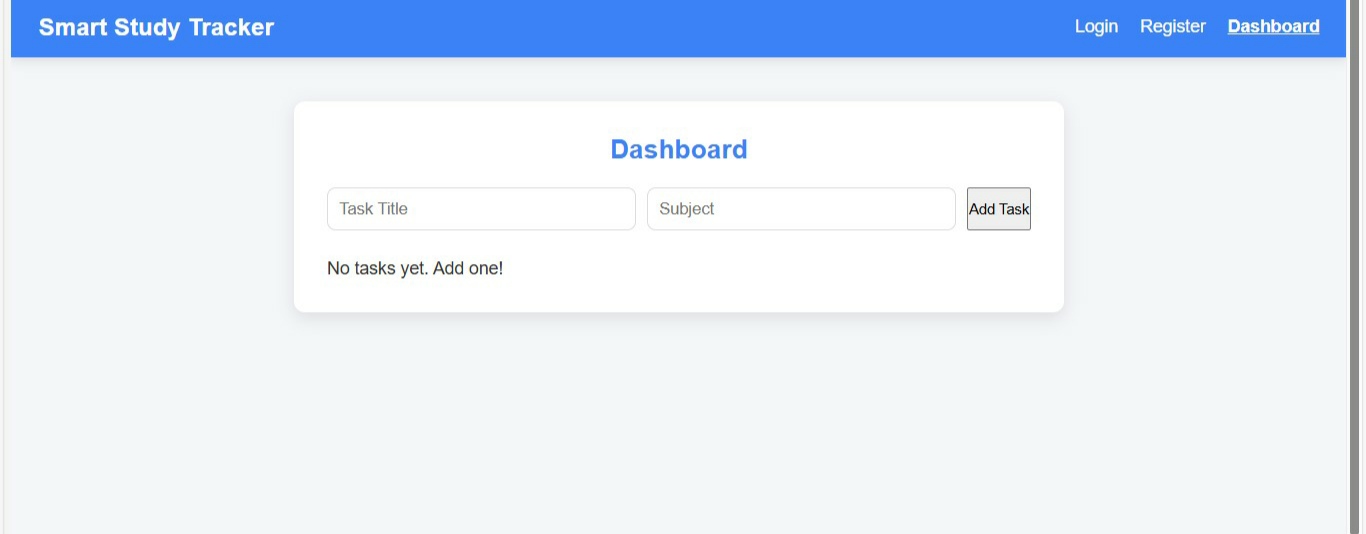 Smart Study Tracker
Login Register Dashboard
Dashboard
Task Title Subject Add Task
No tasks yet. Add one!